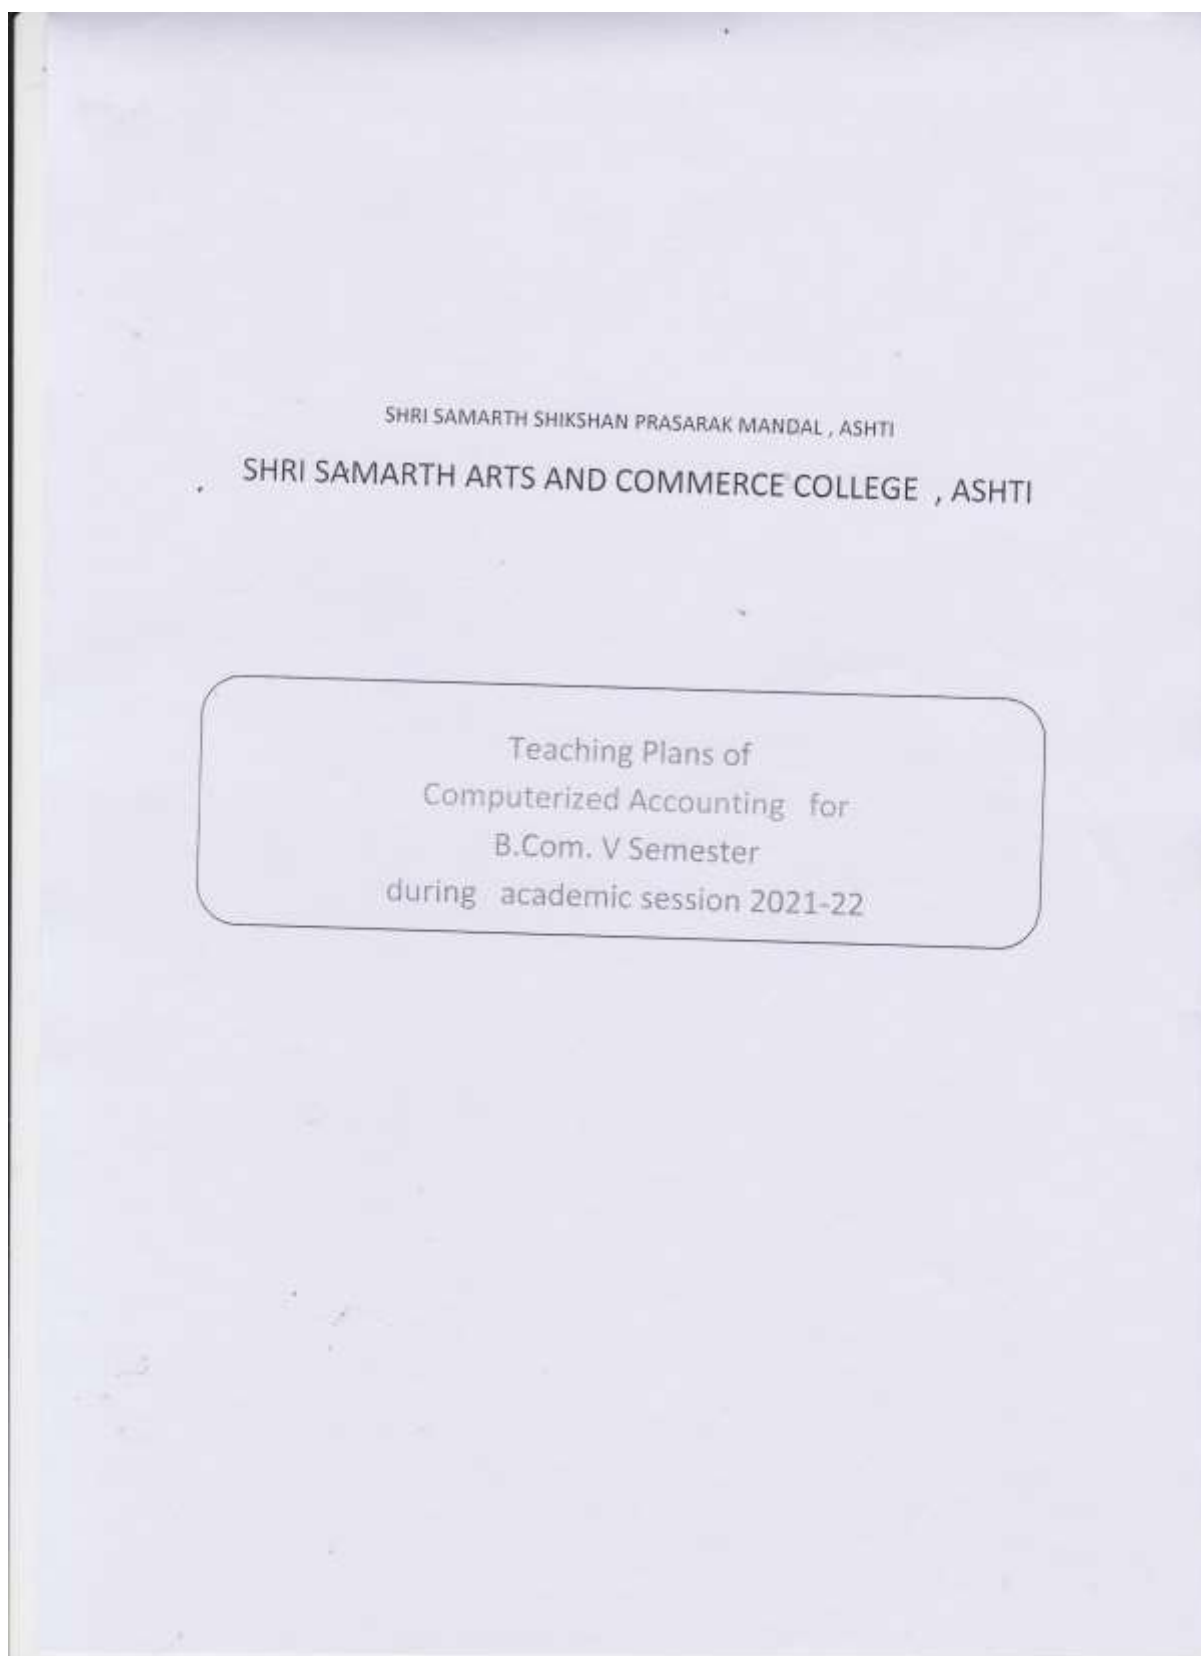 SHRI SAMARTH SHIKSHAN PRASARAK MANDAL , ASHTI
SHRI SAMARTH ARTS AND COMMERCE COLLEGE , ASHTI
Teaching Plans of
Computerized Accounting for
B.Com. V Semester
during academic session 2021-22